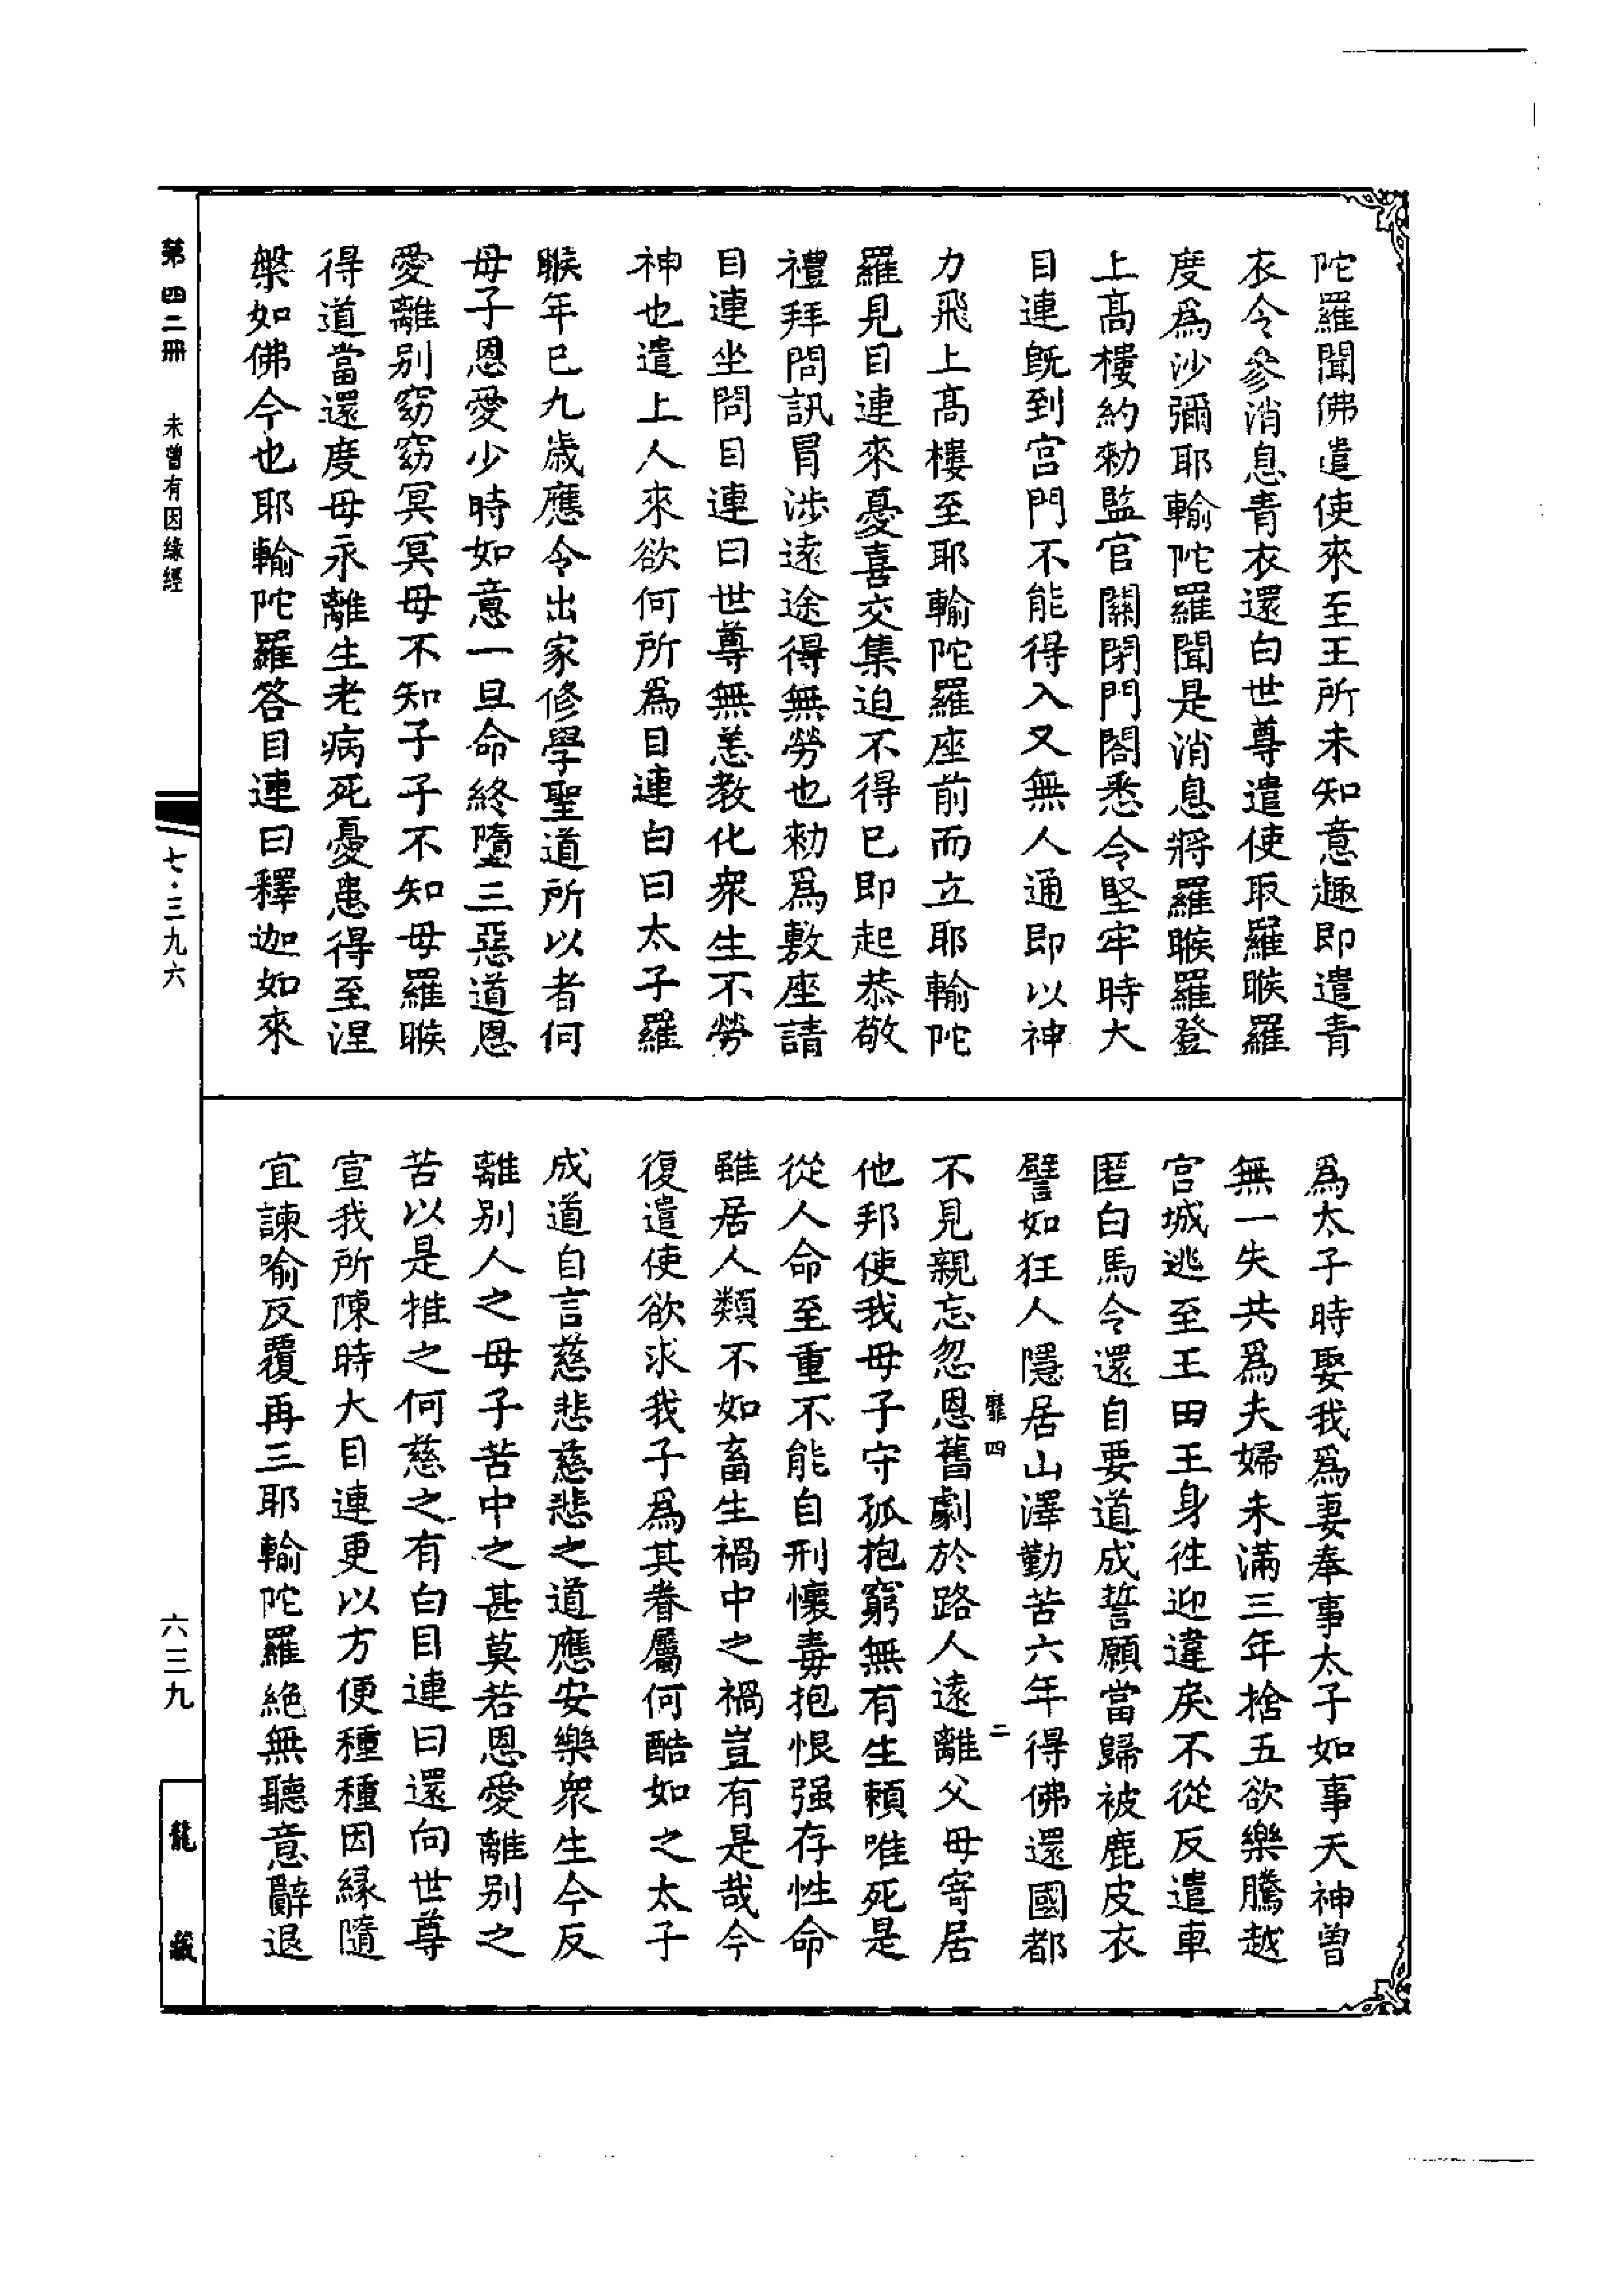 陀羅聞佛遣使來至王所未知意趣即遣青
衣令參消息青衣還白世尊遣使取羅睺羅
度爲沙彌耶輸陀羅聞是消息將羅睺羅登
上高樓約勅監官關閉門閤悉令堅牢時大
目連旣到宮門不能得入又無人通即以神
力飛上高樓至耶輸陀羅座前而立耶輸陀
羅見目連來憂喜交集迫不得已即起恭敬
禮拜問訊冒涉遠途得無勞也勅爲敷座請
目連坐問目連曰世尊無恙教化衆生不勞
神也遣上人來欲何所爲目連白曰太子羅
睺年已九歲應令出家修學聖道所以者何
母子恩愛少時如意一旦命終墮三惡道恩
愛離別窈窈冥冥母不知子子不知母羅睺
得道當還度母永離生老病死憂患得至涅
槃如佛今也耶輸陀羅答目連曰釋迦如來
爲太子時娶我爲妻奉事太子如事天神曾
無一失共爲夫婦未滿三年捨五欲樂騰越
宮城逃至王田王身往迎違戾不從反遣車
匿白馬令還自要道成誓願當歸被鹿皮衣
譬如狂人隱居山澤勤苦六年得佛還國都
靡四 二
不見親忘忽恩舊劇於路人遠離父母寄居
他邦使我母子守孤抱窮無有生賴唯死是
從人命至重不能自刑懷毒抱恨强存性命
雖居人類不如畜生禍中之禍豈有是哉今
復遣使欲求我子爲其眷屬何酷如之太子
成道自言慈悲慈悲之道應安樂衆生今反
離別人之母子苦中之甚莫若恩愛離別之
苦以是推之何慈之有白目連曰還向世尊
宣我所陳時大目連更以方便種種因緣隨
宜諫喻反覆再三耶輸陀羅絶無聽意辭退
第四二册 未曾有因緣經
七·三九六
六三九
龍藏